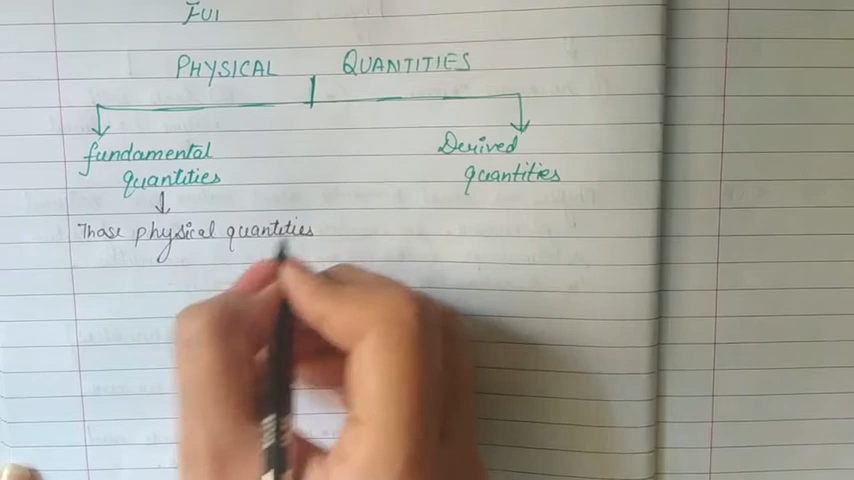 PHYSICAL QUANTITIES
fundamental
quantities
Derived
quantities
Those physical quantities